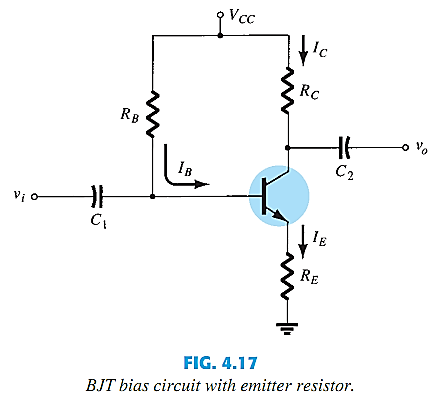 V_CC
I_C
R_B
R_C
v_o
C_2
I_B
v_i
C_1
I_E
R_E
FIG. 4.17
BJT bias circuit with emitter resistor.